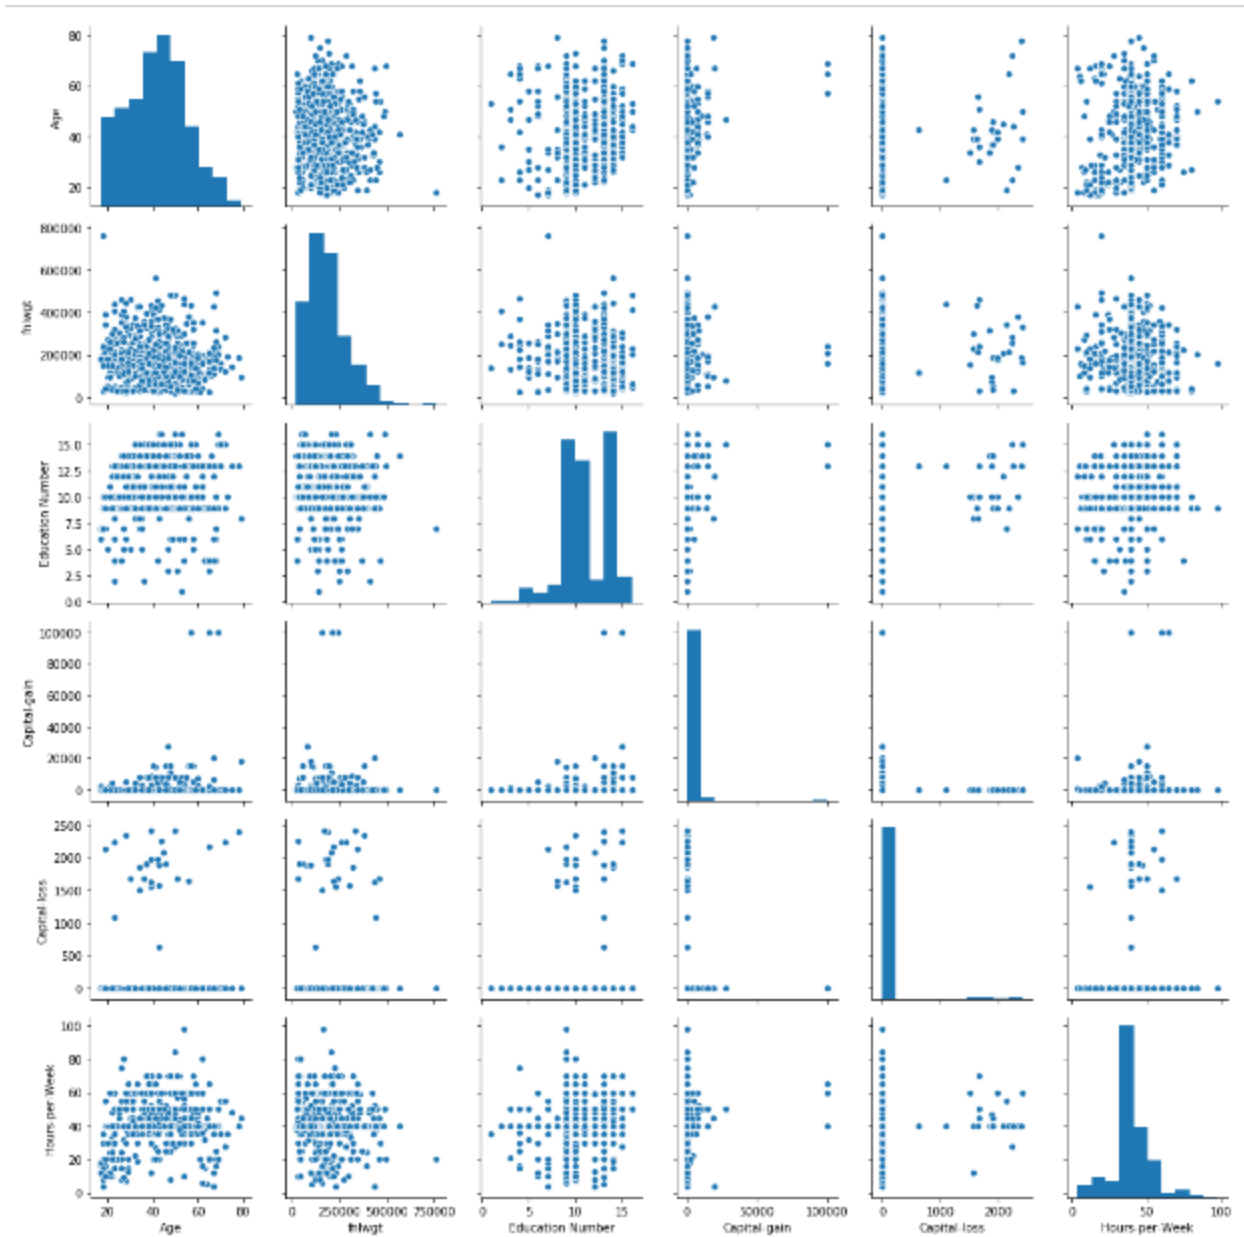 80
60
40
20
Age
800000
600000
400000
200000
0
fnlwgt
15.0
12.5
10.0
7.5
5.0
2.5
0.0
Education Number
100000
80000
60000
40000
20000
0
Capital-gain
2500
2000
1500
1000
500
0
Capital-loss
100
80
60
40
20
0
Hours-per-Week
20 40 60 80
0 250000 500000 750000
0 5 10 15
0 50000 100000
0 1000 2000
0 50 100
Age
fnlwgt
Education Number
Capital-gain
Capital-loss
Hours-per-Week